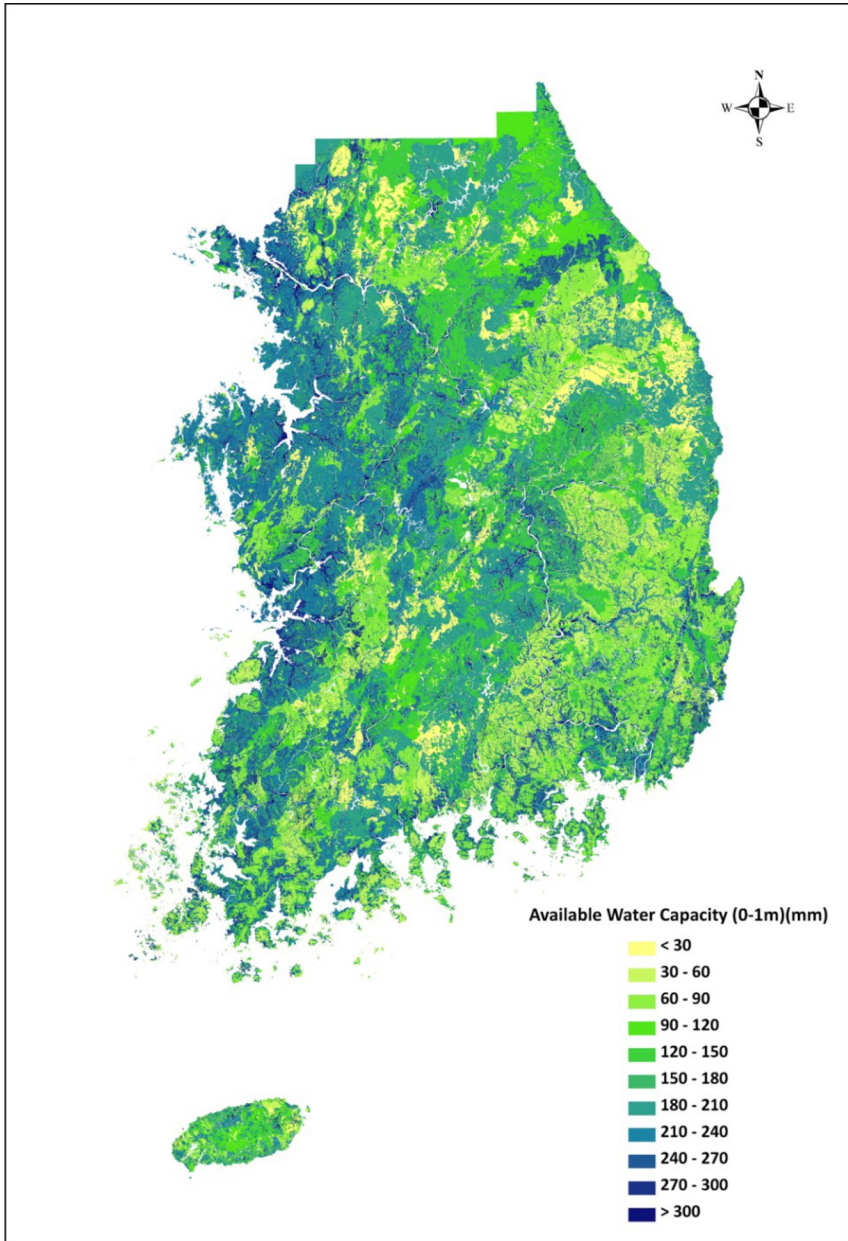 N
W E
S
Available Water Capacity (0-1m)(mm)
< 30
30 - 60
60 - 90
90 - 120
120 - 150
150 - 180
180 - 210
210 - 240
240 - 270
270 - 300
> 300